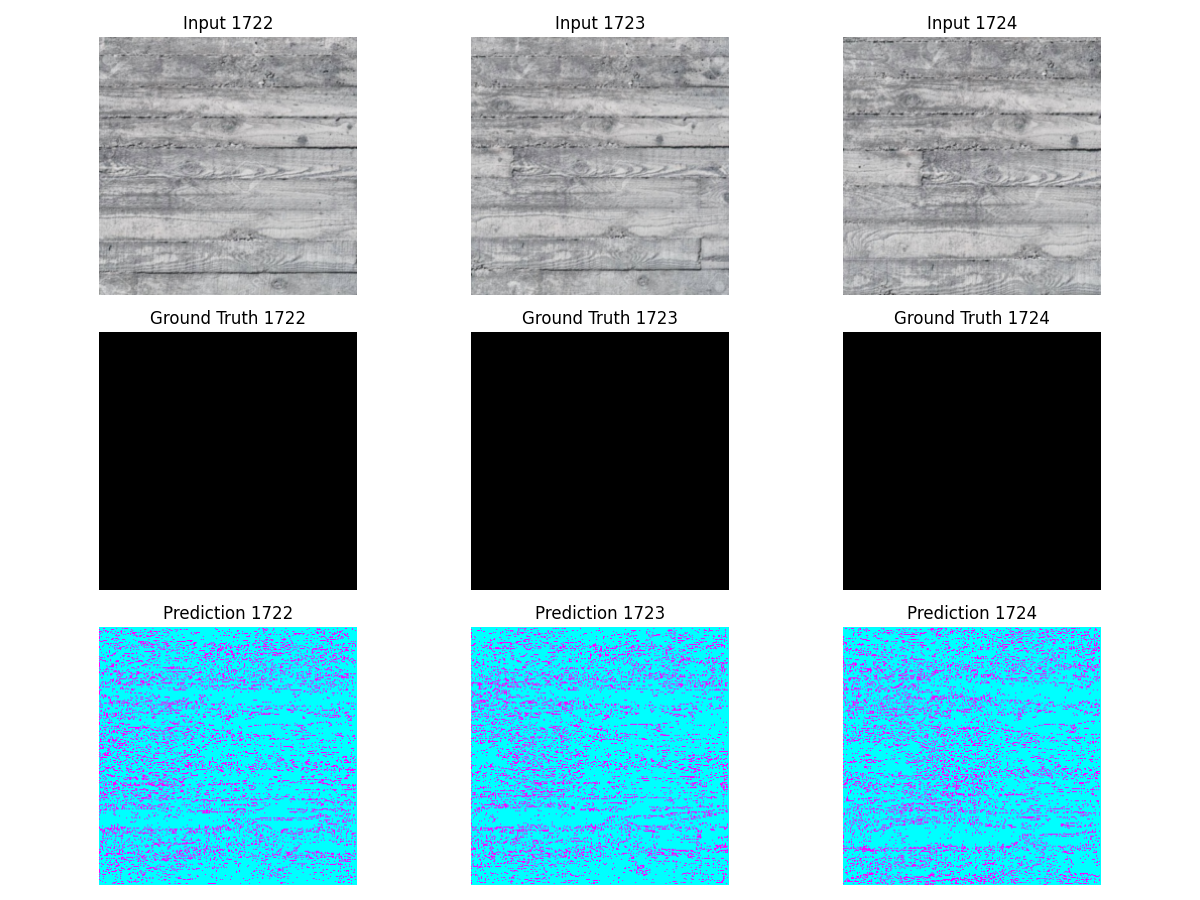 Input 1722
Input 1723
Input 1724
Ground Truth 1722
Ground Truth 1723
Ground Truth 1724
Prediction 1722
Prediction 1723
Prediction 1724